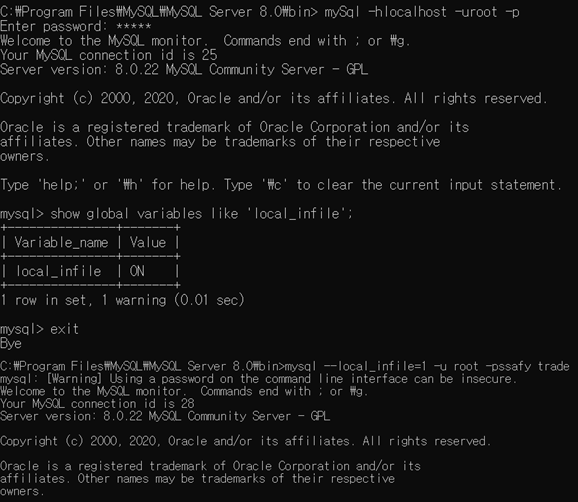 C:₩Program Files₩MySQL₩MySQL Server 8.0₩bin> mySql -hlocalhost -uroot -p
Enter password: *****
Welcome to the MySQL monitor.  Commands end with ; or ₩g.
Your MySQL connection id is 25
Server version: 8.0.22 MySQL Community Server - GPL
Copyright (c) 2000, 2020, Oracle and/or its affiliates. All rights reserved.
Oracle is a registered trademark of Oracle Corporation and/or its
affiliates. Other names may be trademarks of their respective
owners.
Type 'help;' or '₩h' for help. Type '₩c' to clear the current input statement.
mysql> show global variables like 'local_infile';
+---------------+-------+
| Variable_name | Value |
+---------------+-------+
| local_infile  | ON    |
+---------------+-------+
1 row in set, 1 warning (0.01 sec)
mysql> exit
Bye
C:₩Program Files₩MySQL₩MySQL Server 8.0₩bin>mysql --local_infile=1 -u root -pssafy trade
mysql: [Warning] Using a password on the command line interface can be insecure.
Welcome to the MySQL monitor.  Commands end with ; or ₩g.
Your MySQL connection id is 28
Server version: 8.0.22 MySQL Community Server - GPL
Copyright (c) 2000, 2020, Oracle and/or its affiliates. All rights reserved.
Oracle is a registered trademark of Oracle Corporation and/or its
affiliates. Other names may be trademarks of their respective
owners.